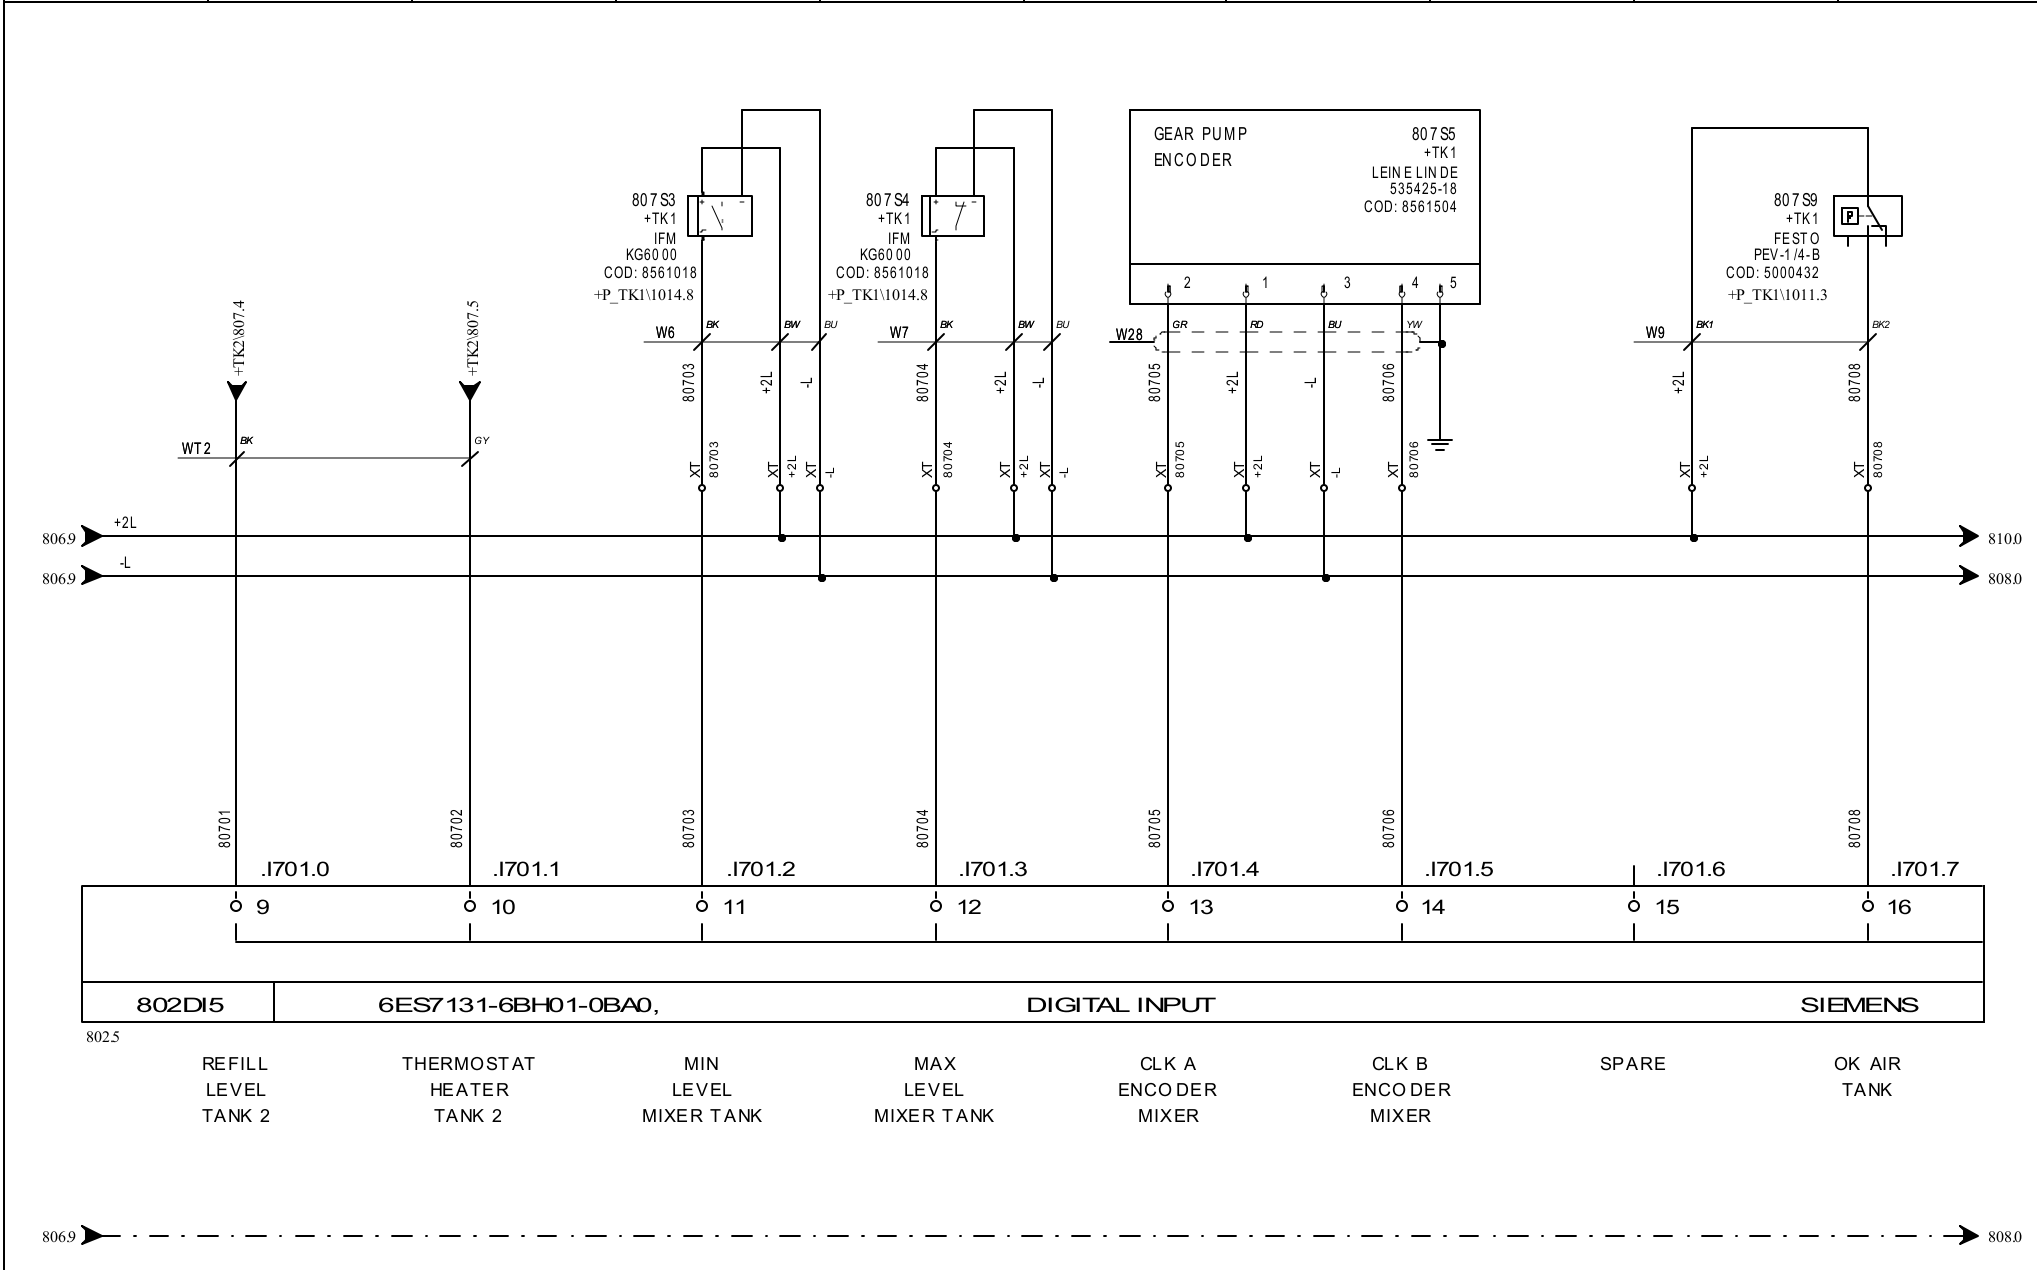 GEAR PUMP
ENCODER
807S5
+TK1
LEINE LINDE
535425-18
COD: 8561504
2 1 3 4 5
807S3
+TK1
IFM
KG6000
COD: 8561018
+P_TK1\1014.8
+ -
807S4
+TK1
IFM
KG6000
COD: 8561018
+P_TK1\1014.8
+ -
807S9
+TK1
FESTO
PEV-1/4-B
COD: 5000432
+P_TK1\1011.3
P
+TK2\807.4
+TK2\807.5
W6 BK BW BU
W7 BK BW BU
W28 GR RD BU YW
W9 BK1 BK2
80703 +2L -L
80704 +2L -L
80705 +2L -L 80706
+2L 80708
WT2 BK GY
XT 80703 XT +2L XT -L
XT 80704 XT +2L XT -L
XT 80705 XT +2L XT -L XT 80706
XT +2L XT 80708
806.9 +2L 810.0
806.9 -L 808.0
80701 80702 80703 80704 80705 80706 80708
.I701.0 .I701.1 .I701.2 .I701.3 .I701.4 .I701.5 .I701.6 .I701.7
9 10 11 12 13 14 15 16
802DI5 6ES7131-6BH01-0BA0, DIGITAL INPUT SIEMENS
802.5
REFILL
LEVEL
TANK 2
THERMOSTAT
HEATER
TANK 2
MIN
LEVEL
MIXER TANK
MAX
LEVEL
MIXER TANK
CLK A
ENCODER
MIXER
CLK B
ENCODER
MIXER
SPARE
OK AIR
TANK
806.9 808.0